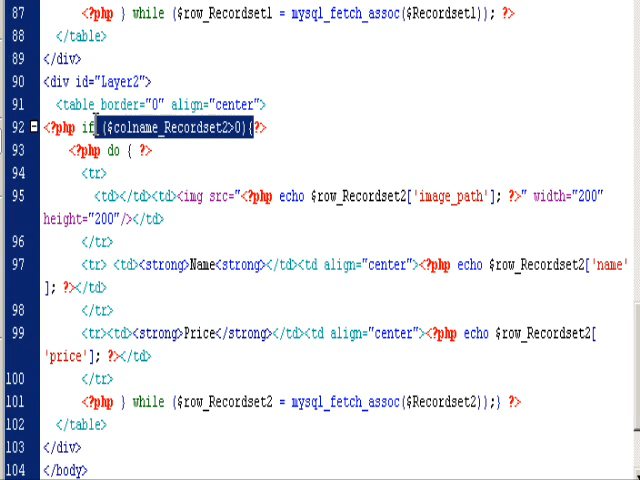 87 <?php } while ($row_Recordset1 = mysql_fetch_assoc($Recordset1)); ?>
88 </table>
89 </div>
90 <div id="Layer2">
91 <table border="0" align="center">
92 <?php if ($colname_Recordset2>0){?>
93 <?php do { ?>
94 <tr>
95 <td></td><td><img src="<?php echo $row_Recordset2['image_path']; ?>" width="200"
height="200"/></td>
96 </tr>
97 <tr> <td><strong>Name<strong></td><td align="center"><?php echo $row_Recordset2['name'
]; ?></td>
98 </tr>
99 <tr><td><strong>Price</strong></td><td align="center"><?php echo $row_Recordset2[
'price']; ?></td>
100 </tr>
101 <?php } while ($row_Recordset2 = mysql_fetch_assoc($Recordset2));} ?>
102 </table>
103 </div>
104 </body>